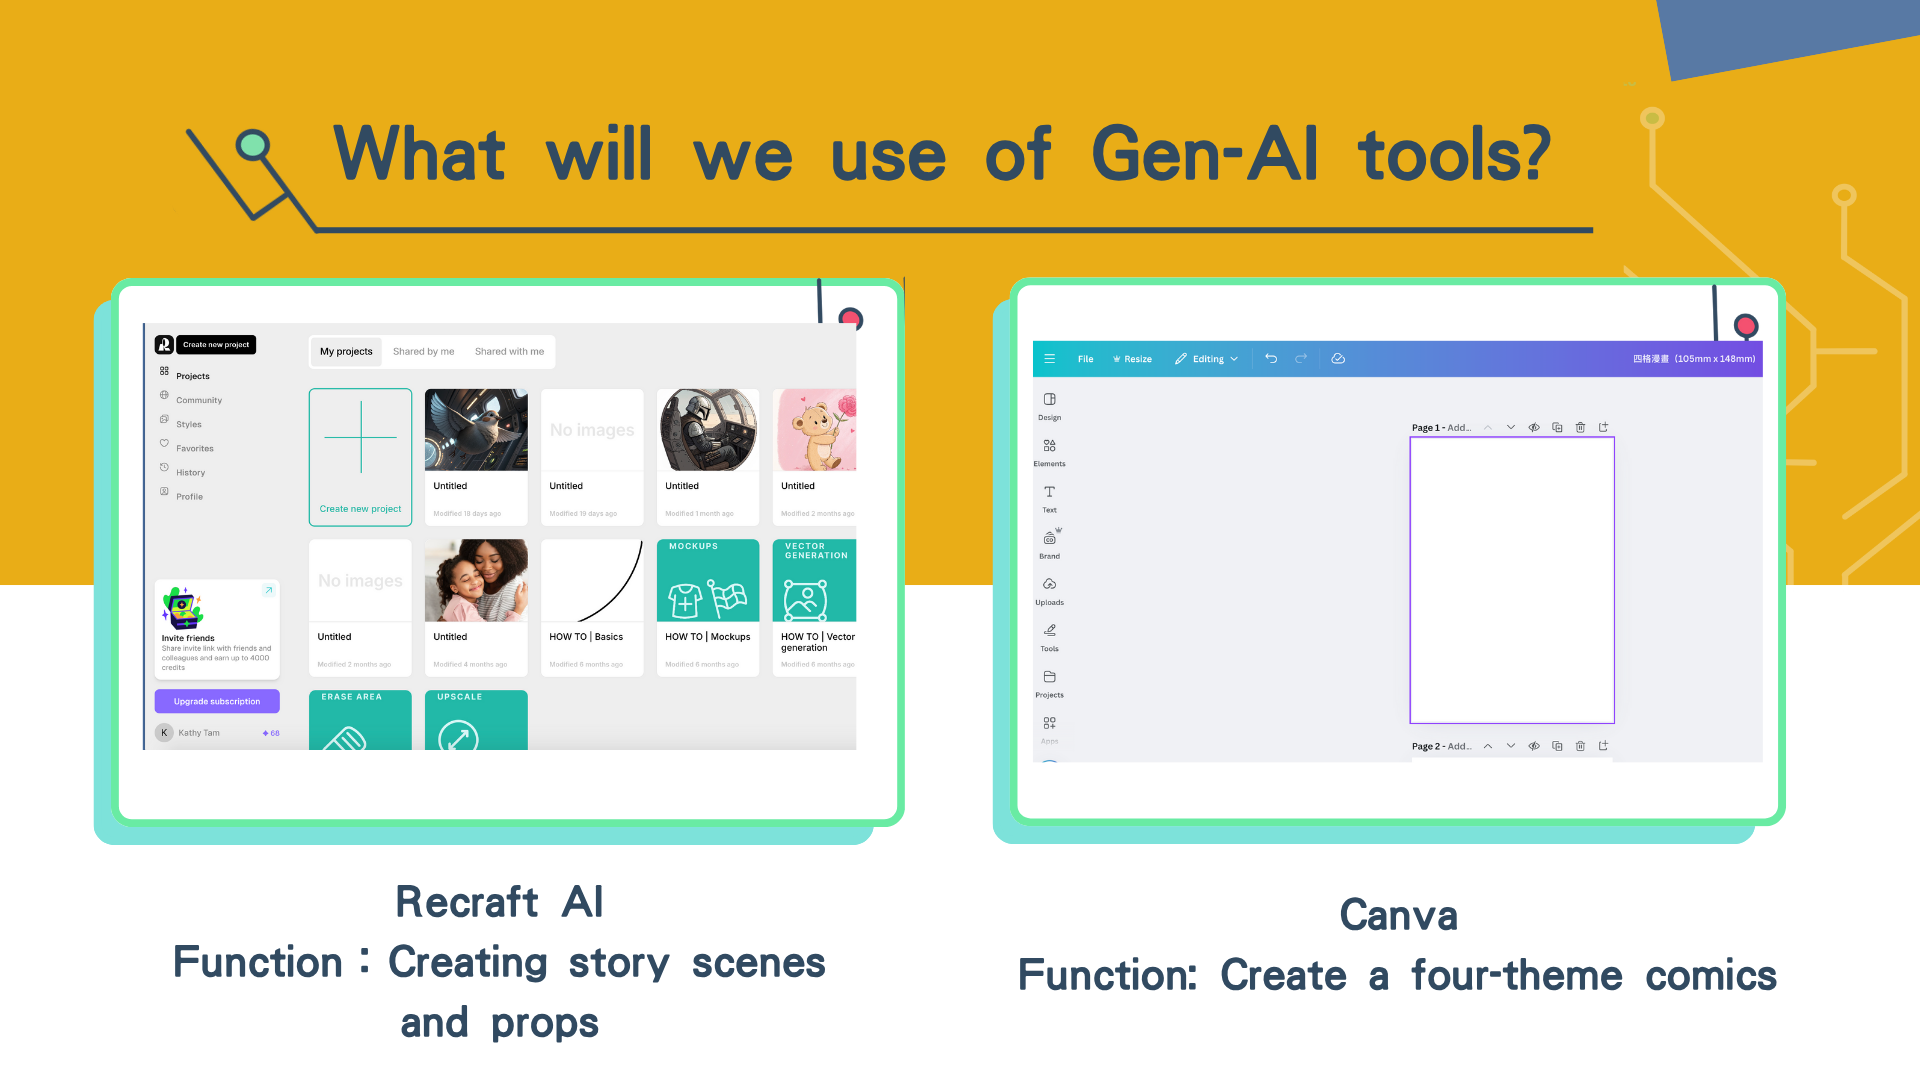 What will we use of Gen-AI tools?
Create new project
My projects
Shared by me
Shared with me
Projects
Community
Styles
Favorites
History
Profile
Create new project
Untitled
Modified 18 days ago
No images
Untitled
Modified 19 days ago
Untitled
Modified 1 month ago
Untitled
Modified 2 months ago
No images
Untitled
Modified 2 months ago
Untitled
Modified 4 months ago
HOW TO | Basics
Modified 6 months ago
MOCKUPS
HOW TO | Mockups
Modified 6 months ago
VECTOR
GENERATION
HOW TO | Vector
generation
Modified 6 months ago
ERASE AREA
UPSCALE
Invite friends
Share invite link with friends and
colleagues and earn up to 4000
credits
Upgrade subscription
K
Kathy Tam
68
File
Resize
Editing
四格漫畫 (105mm x 148mm)
Design
Elements
Text
Brand
Uploads
Tools
Projects
Apps
Page 1 - Add...
Page 2 - Add...
Recraft AI
Function：Creating story scenes
and props
Canva
Function: Create a four-theme comics